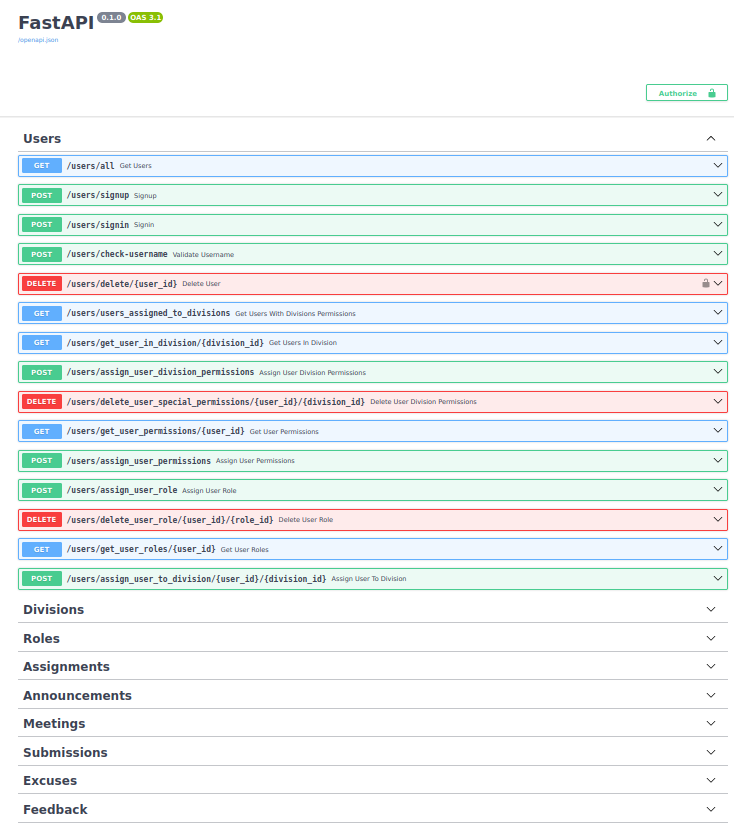 FastAPI 0.1.0 OAS 3.1
/openapi.json
Authorize
Users
GET /users/all Get Users
POST /users/signup Signup
POST /users/signin Signin
POST /users/check-username Validate Username
DELETE /users/delete/{user_id} Delete User
GET /users/users_assigned_to_divisions Get Users With Divisions Permissions
GET /users/get_user_in_division/{division_id} Get Users In Division
POST /users/assign_user_division_permissions Assign User Division Permissions
DELETE /users/delete_user_special_permissions/{user_id}/{division_id} Delete User Division Permissions
GET /users/get_user_permissions/{user_id} Get User Permissions
POST /users/assign_user_permissions Assign User Permissions
POST /users/assign_user_role Assign User Role
DELETE /users/delete_user_role/{user_id}/{role_id} Delete User Role
GET /users/get_user_roles/{user_id} Get User Roles
POST /users/assign_user_to_division/{user_id}/{division_id} Assign User To Division
Divisions
Roles
Assignments
Announcements
Meetings
Submissions
Excuses
Feedback